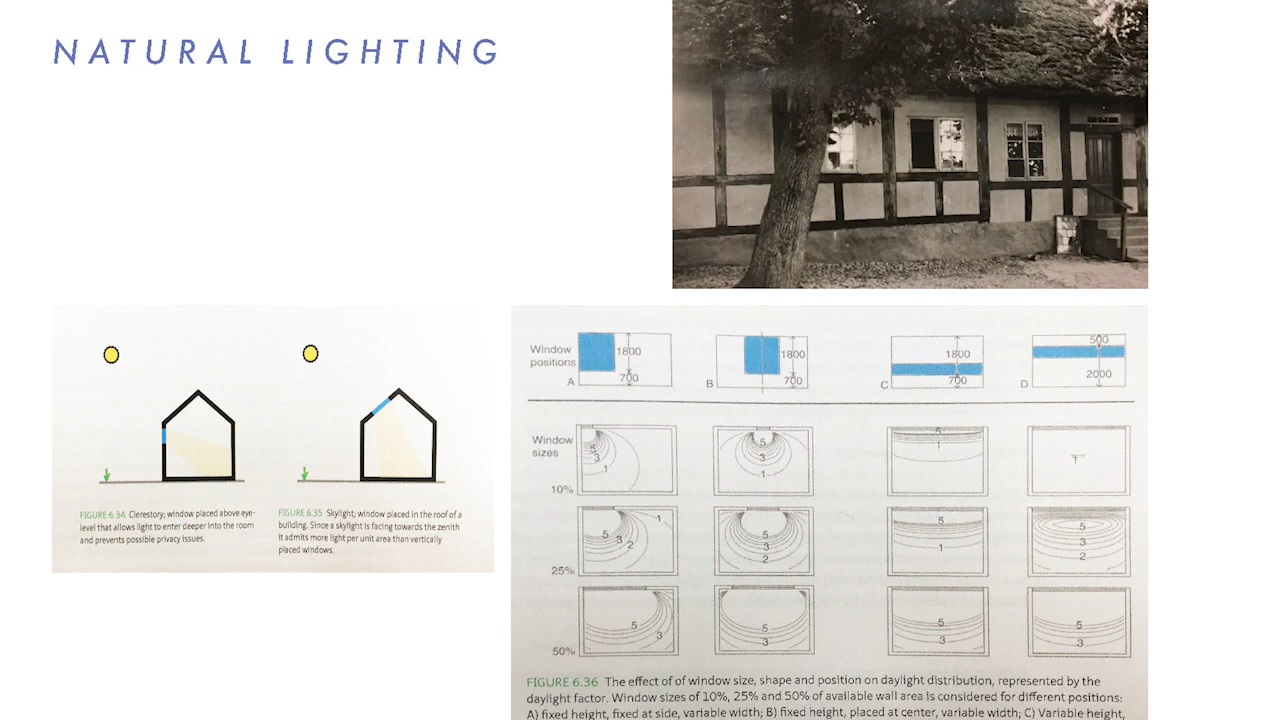 NATURAL LIGHTING
FIGURE 6.34 Clerestory; window placed above eye-
level that allows light to enter deeper into the room
and prevents possible privacy issues.
FIGURE 6.35 Skylight; window placed in the roof of a
building. Since a skylight is facing towards the zenith
it admits more light per unit area than vertically
placed windows.
Window
positions
A
1800
700
B
1800
700
C
1800
700
D
500
2000
Window
sizes
10%
5
3
1
5
3
1
5
1
1
25%
5
3
2
1
5
3
2
5
1
5
3
2
50%
5
3
5
3
5
3
5
3
FIGURE 6.36 The effect of of window size, shape and position on daylight distribution, represented by the
daylight factor. Window sizes of 10%, 25% and 50% of available wall area is considered for different positions:
A) fixed height, fixed at side, variable width; B) fixed height, placed at center, variable width; C) Variable height,